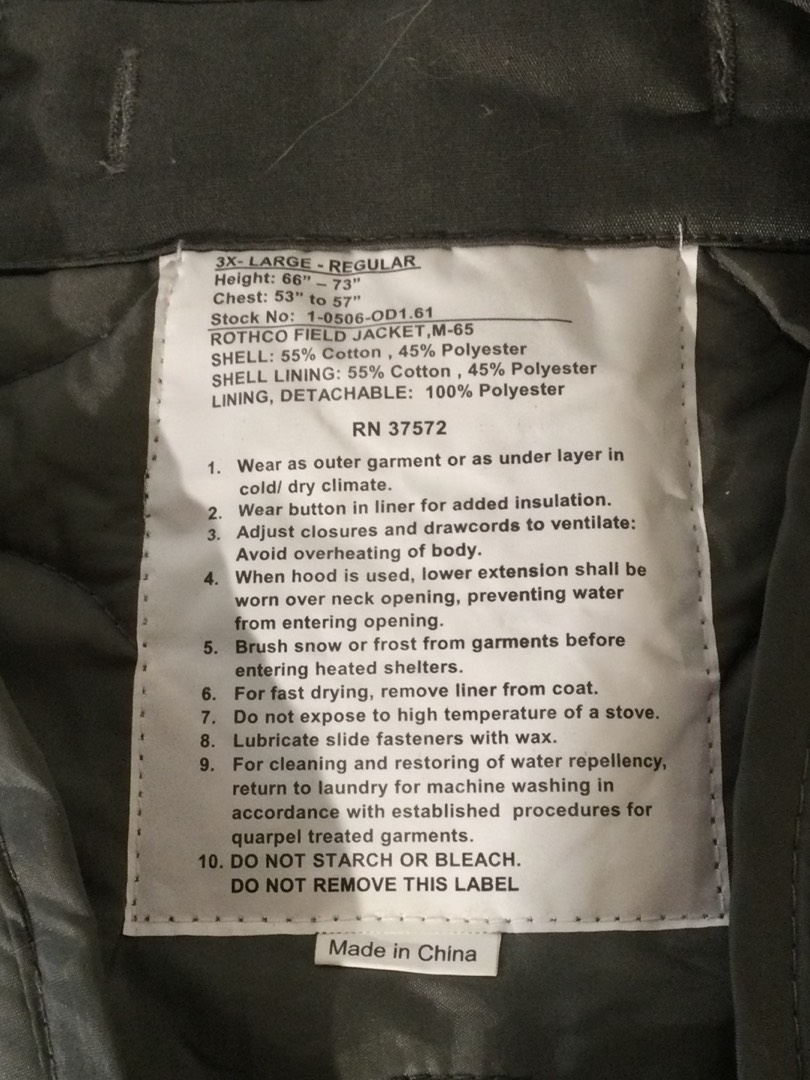 3X- LARGE - REGULAR
Height: 66" – 73"
Chest: 53" to 57"
Stock No: 1-0506-OD1.61
ROTHCO FIELD JACKET,M-65
SHELL: 55% Cotton , 45% Polyester
SHELL LINING: 55% Cotton , 45% Polyester
LINING, DETACHABLE: 100% Polyester
RN 37572
1. Wear as outer garment or as under layer in
cold/ dry climate.
2. Wear button in liner for added insulation.
3. Adjust closures and drawcords to ventilate:
Avoid overheating of body.
4. When hood is used, lower extension shall be
worn over neck opening, preventing water
from entering opening.
5. Brush snow or frost from garments before
entering heated shelters.
6. For fast drying, remove liner from coat.
7. Do not expose to high temperature of a stove.
8. Lubricate slide fasteners with wax.
9. For cleaning and restoring of water repellency,
return to laundry for machine washing in
accordance with established procedures for
quarpel treated garments.
10. DO NOT STARCH OR BLEACH.
DO NOT REMOVE THIS LABEL
Made in China